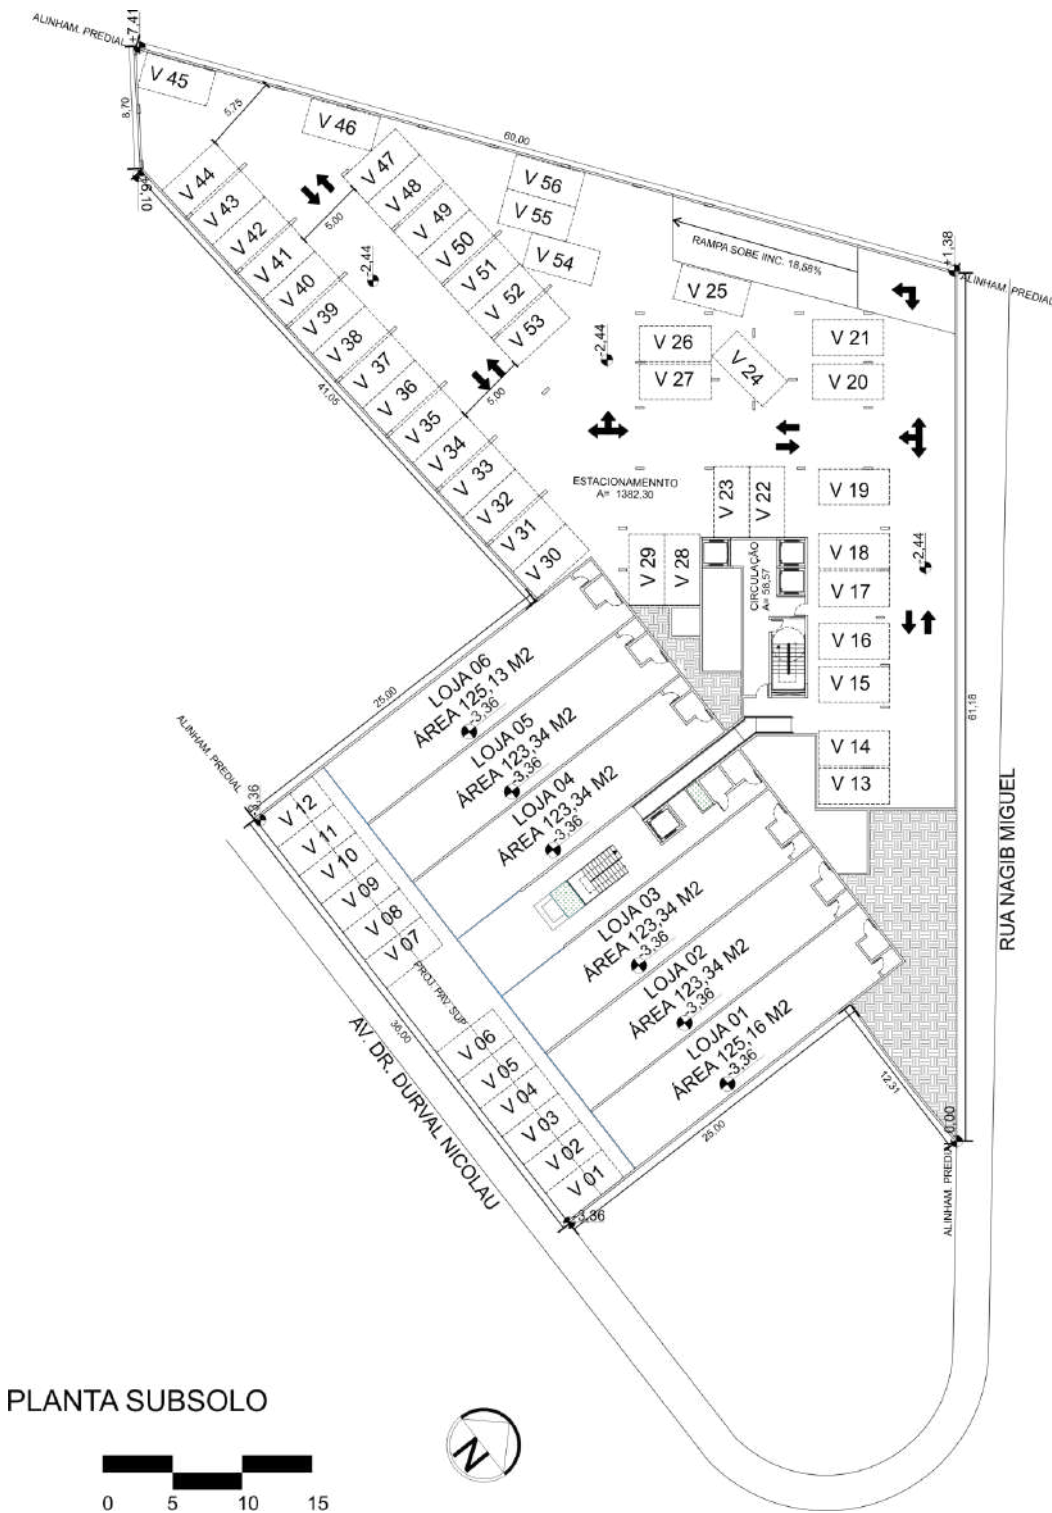 ALINHAM. PREDIAL
+7,41
V 45
8,70
5,75
V 46
60,00
+6,10
V 44
V 43
V 42
V 41
V 40
V 39
V 38
V 37
V 36
V 35
V 34
V 33
V 32
V 31
V 30
V 47
V 48
V 49
V 50
V 51
V 52
V 53
5,00
-2,44
5,00
41,05
V 56
V 55
V 54
RAMPA SOBE IINC. 18,58%
+1,38
ALINHAM. PREDIAL
V 25
-2,44
V 26
V 27
V 24
V 21
V 20
ESTACIONAMENNTO
A= 1382,30
V 23
V 22
V 19
V 29
V 28
CIRCULAÇÃO
A= 58,57
V 18
V 17
-2,44
V 16
V 15
V 14
V 13
61,18
RUA NAGIB MIGUEL
25,00
LOJA 06
ÁREA 125,13 M2
-3,36
LOJA 05
ÁREA 123,34 M2
-3,36
LOJA 04
ÁREA 123,34 M2
-3,36
LOJA 03
ÁREA 123,34 M2
-3,36
LOJA 02
ÁREA 123,34 M2
-3,36
LOJA 01
ÁREA 125,16 M2
-3,36
ALINHAM. PREDIAL
-3,36
V 12
V 11
V 10
V 09
V 08
V 07
PROJ PAV SUP
V 06
V 05
V 04
V 03
V 02
V 01
36,00
AV. DR. DURVAL NICOLAU
-3,36
25,00
12,31
0,00
ALINHAM. PREDIAL
PLANTA SUBSOLO
0 5 10 15
N